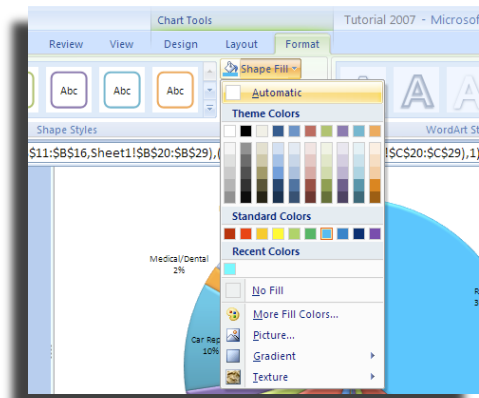 Chart Tools
Tutorial 2007 - Microsof
Review View Design Layout Format
Shape Fill
Abc Abc Abc
A A
Automatic
Theme Colors
Shape Styles
WordArt St
$11:$B$16,Sheet1!$B$20:$B$29),(
!$C$20:$C$29),1)
Standard Colors
Recent Colors
Medical/Dental
2%
No Fill
More Fill Colors...
Picture...
Car Rep
10%
Gradient
Texture
R
3